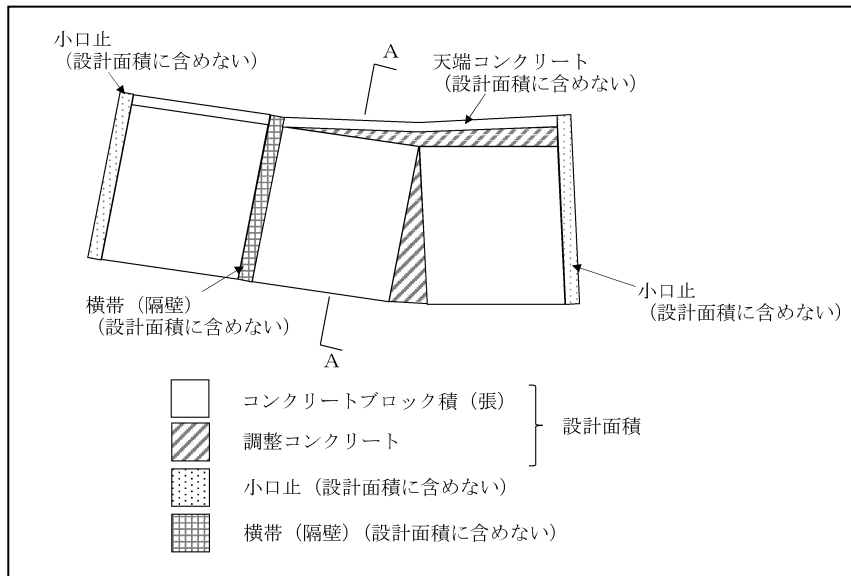 小口止
（設計面積に含めない）
A
天端コンクリート
（設計面積に含めない）
横帯（隔壁）
（設計面積に含めない）
A
小口止
（設計面積に含めない）
コンクリートブロック積（張）
調整コンクリート
設計面積
小口止（設計面積に含めない）
横帯（隔壁）（設計面積に含めない）